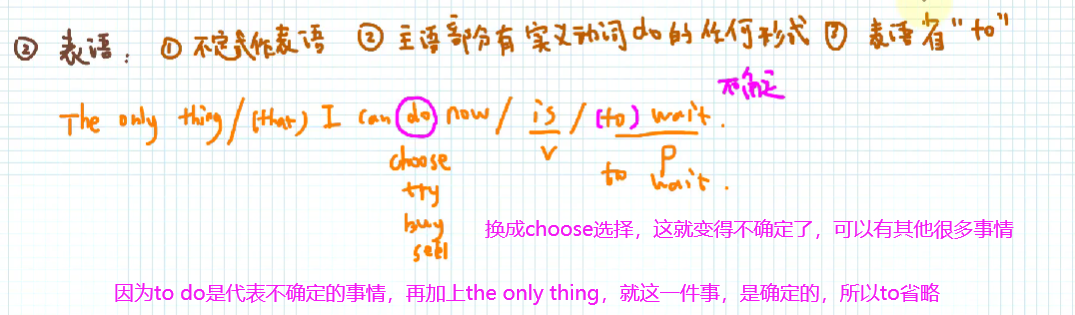 ② 表语：① 不定式作表语 ② 主语部分有实义动词do的任何形式 ③ 表语省"to"
不确定
The only thing/(that) I can do now / is / (to) wait.
v P
choose to wait.
try
buy
sell
换成choose选择，这就变得不确定了，可以有其他很多事情
因为to do是代表不确定的事情，再加上the only thing，就这一件事，是确定的，所以to省略